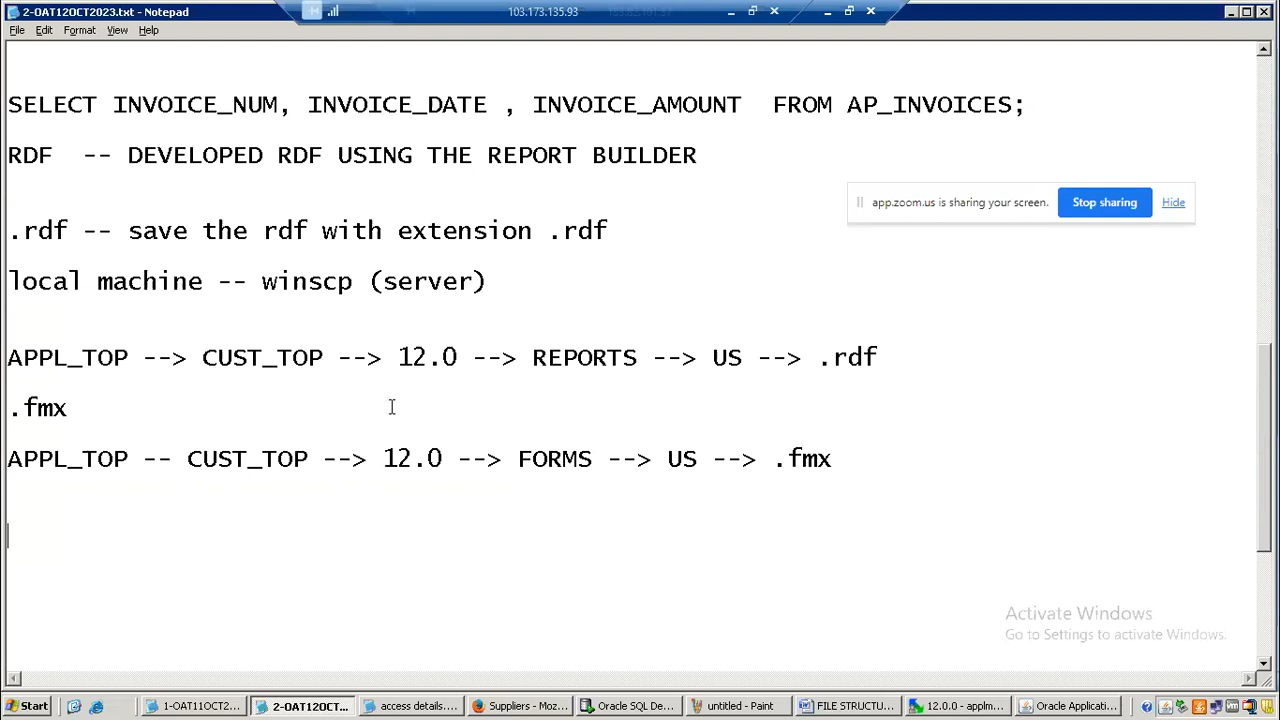 2-OAT12OCT2023.txt - Notepad
103.173.135.93
File Edit Format View Help
SELECT INVOICE_NUM, INVOICE_DATE , INVOICE_AMOUNT  FROM AP_INVOICES;
RDF  -- DEVELOPED RDF USING THE REPORT BUILDER
app.zoom.us is sharing your screen. Stop sharing Hide
.rdf -- save the rdf with extension .rdf
local machine -- winscp (server)
APPL_TOP --> CUST_TOP --> 12.0 --> REPORTS --> US --> .rdf
.fmx
APPL_TOP -- CUST_TOP --> 12.0 --> FORMS --> US --> .fmx
Activate Windows
Go to Settings to activate Windows.
Start 1-OAT11OCT2... 2-OAT12OCT... access details.... Suppliers - M... Oracle SQL De... untitled - Paint FILE STRUCTU... 12.0.0 - applm... Oracle Applicat...